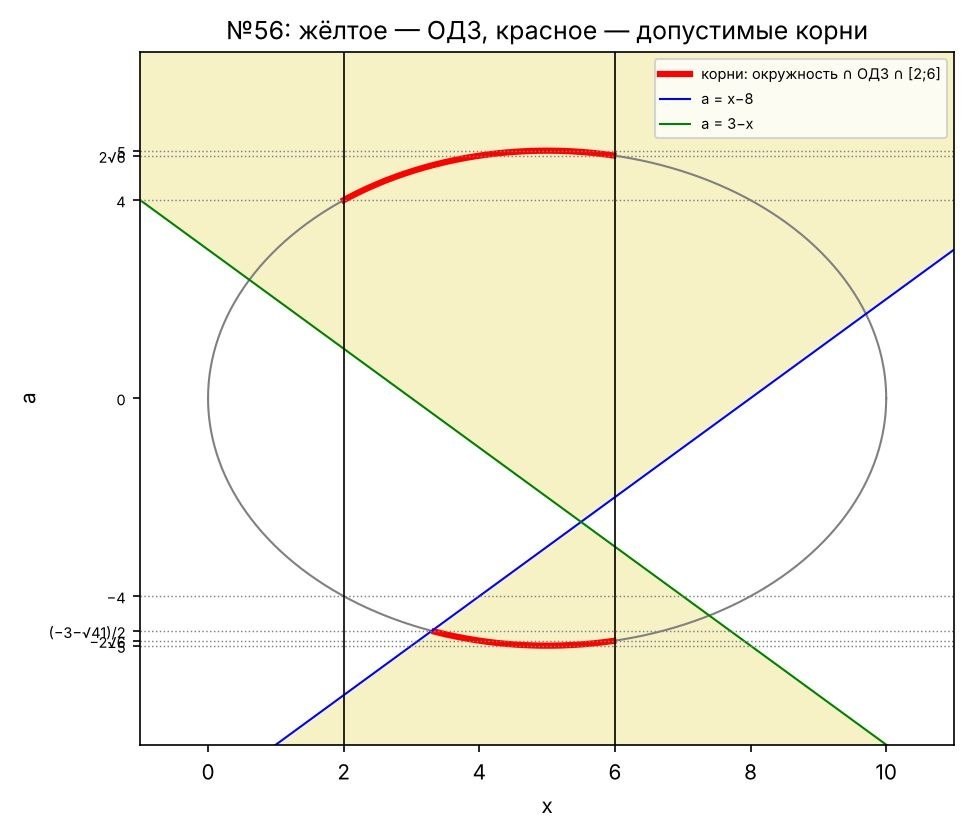 №56: жёлтое — ОДЗ, красное — допустимые корни
корни: окружность ∩ ОДЗ ∩ [2;6]
a = x−8
a = 3−x
5
2√6
4
0
−4
(−3−√41)/2
−2√6
−5
a
0 2 4 6 8 10
x